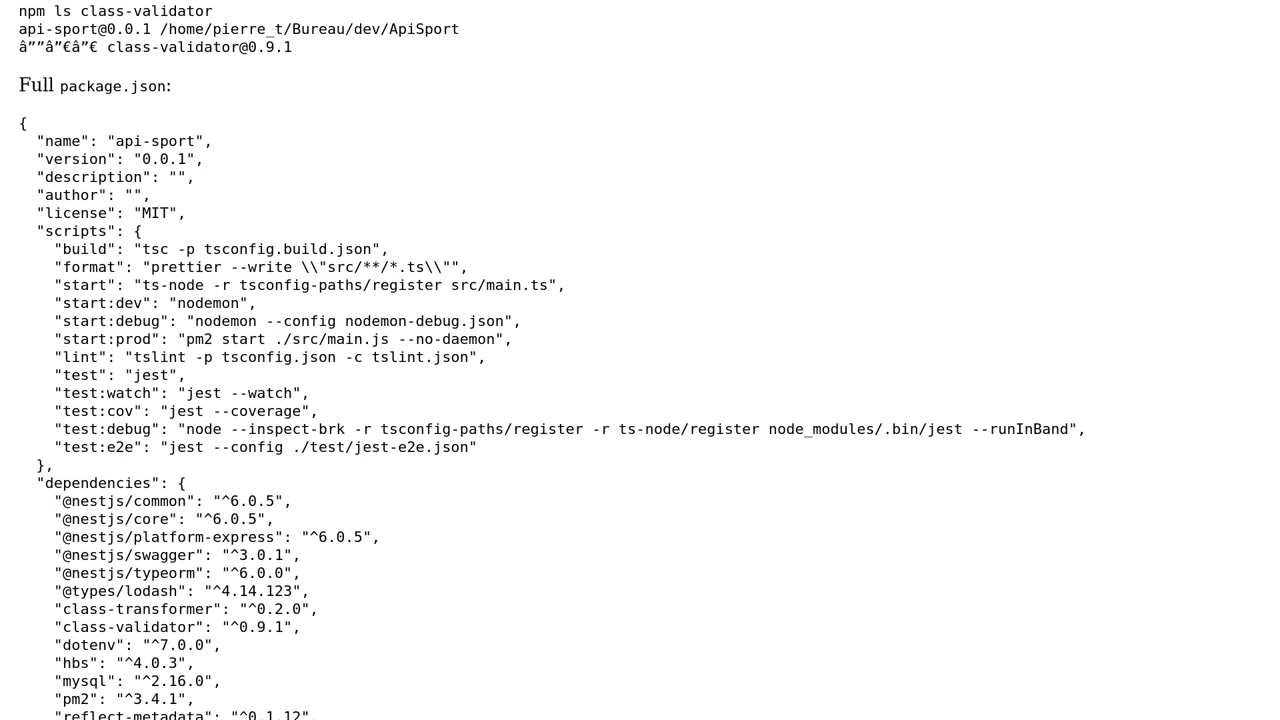 npm ls class-validator
api-sport@0.0.1 /home/pierre_t/Bureau/dev/ApiSport
â””â”€â”€ class-validator@0.9.1
Full package.json:
{
  "name": "api-sport",
  "version": "0.0.1",
  "description": "",
  "author": "",
  "license": "MIT",
  "scripts": {
    "build": "tsc -p tsconfig.build.json",
    "format": "prettier --write \\"src/**/*.ts\\"",
    "start": "ts-node -r tsconfig-paths/register src/main.ts",
    "start:dev": "nodemon",
    "start:debug": "nodemon --config nodemon-debug.json",
    "start:prod": "pm2 start ./src/main.js --no-daemon",
    "lint": "tslint -p tsconfig.json -c tslint.json",
    "test": "jest",
    "test:watch": "jest --watch",
    "test:cov": "jest --coverage",
    "test:debug": "node --inspect-brk -r tsconfig-paths/register -r ts-node/register node_modules/.bin/jest --runInBand",
    "test:e2e": "jest --config ./test/jest-e2e.json"
  },
  "dependencies": {
    "@nestjs/common": "^6.0.5",
    "@nestjs/core": "^6.0.5",
    "@nestjs/platform-express": "^6.0.5",
    "@nestjs/swagger": "^3.0.1",
    "@nestjs/typeorm": "^6.0.0",
    "@types/lodash": "^4.14.123",
    "class-transformer": "^0.2.0",
    "class-validator": "^0.9.1",
    "dotenv": "^7.0.0",
    "hbs": "^4.0.3",
    "mysql": "^2.16.0",
    "pm2": "^3.4.1",
    "reflect-metadata": "^0.1.12",